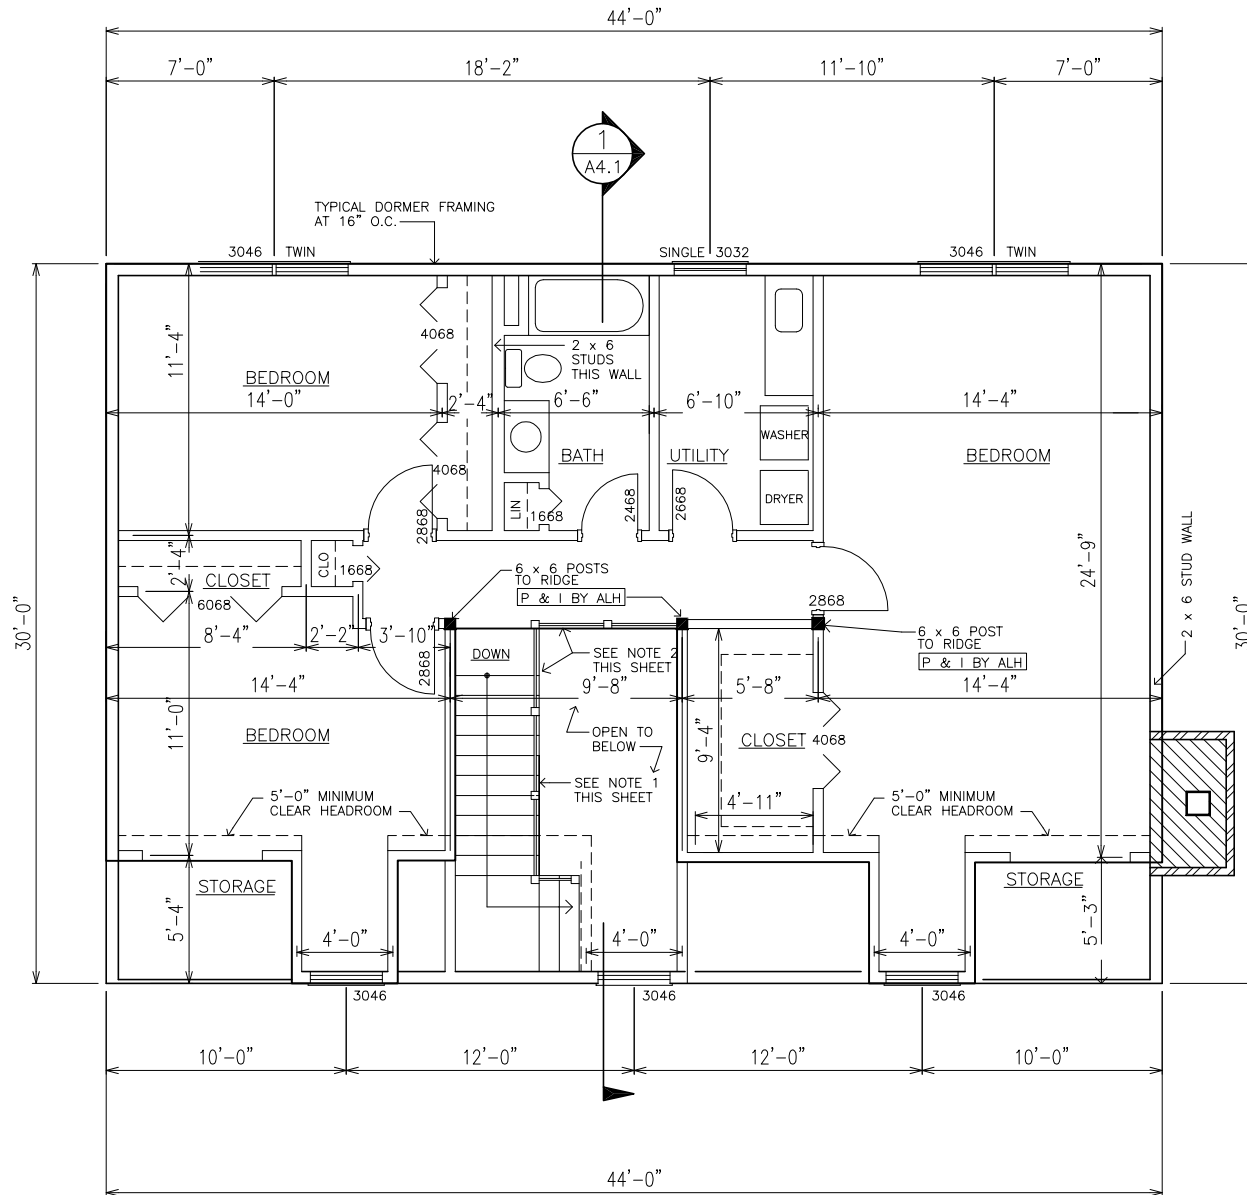 44'-0"
7'-0"
18'-2"
11'-10"
7'-0"
1
A4.1
TYPICAL DORMER FRAMING
AT 16" O.C.
3046 TWIN
SINGLE 3032
3046 TWIN
11'-4"
4068
2 x 6
STUDS
THIS WALL
BEDROOM
14'-0"
2'-4"
6'-6"
6'-10"
14'-4"
WASHER
4068
BATH
UTILITY
BEDROOM
DRYER
LIN
1668
2468
2668
2868
24'-9"
2 x 6 STUD WALL
30'-0"
30'-0"
2'-4"
CLOSET
CLO
1668
6 x 6 POSTS
TO RIDGE
P & I BY ALH
6068
2868
8'-4"
2'-2"
3'-10"
6 x 6 POST
TO RIDGE
P & I BY ALH
2868
DOWN
SEE NOTE 2
THIS SHEET
14'-4"
9'-8"
5'-8"
14'-4"
11'-0"
BEDROOM
OPEN TO
BELOW
9'-4"
CLOSET
4068
SEE NOTE 1
THIS SHEET
5'-0" MINIMUM
CLEAR HEADROOM
4'-11"
5'-0" MINIMUM
CLEAR HEADROOM
STORAGE
STORAGE
5'-4"
5'-3"
4'-0"
4'-0"
4'-0"
3046
3046
3046
10'-0"
12'-0"
12'-0"
10'-0"
44'-0"